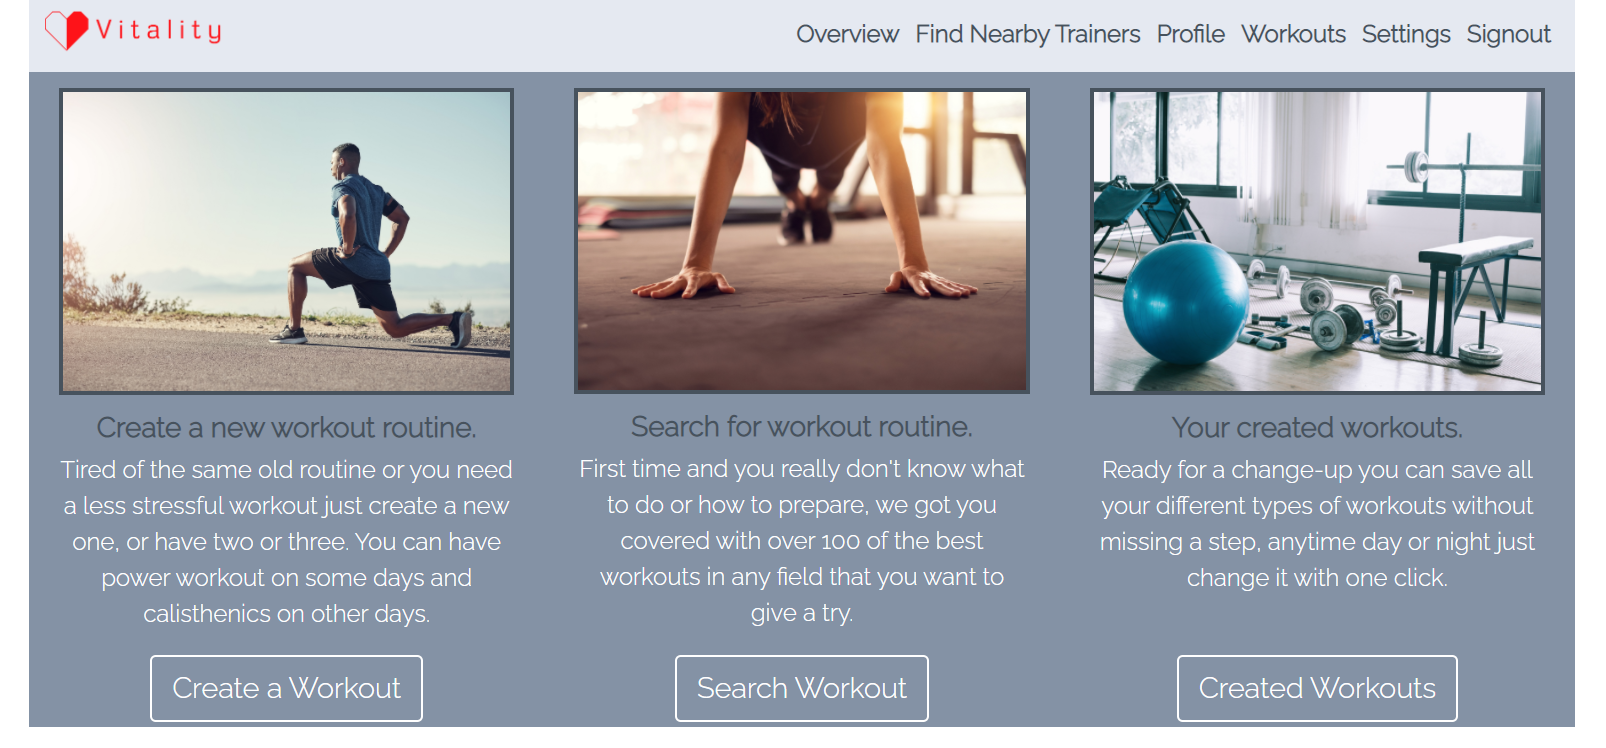 Vitality
Overview Find Nearby Trainers Profile Workouts Settings Signout
Create a new workout routine.
Tired of the same old routine or you need
a less stressful workout just create a new
one, or have two or three. You can have
power workout on some days and
calisthenics on other days.
Create a Workout
Search for workout routine.
First time and you really don't know what
to do or how to prepare, we got you
covered with over 100 of the best
workouts in any field that you want to
give a try.
Search Workout
Your created workouts.
Ready for a change-up you can save all
your different types of workouts without
missing a step, anytime day or night just
change it with one click.
Created Workouts